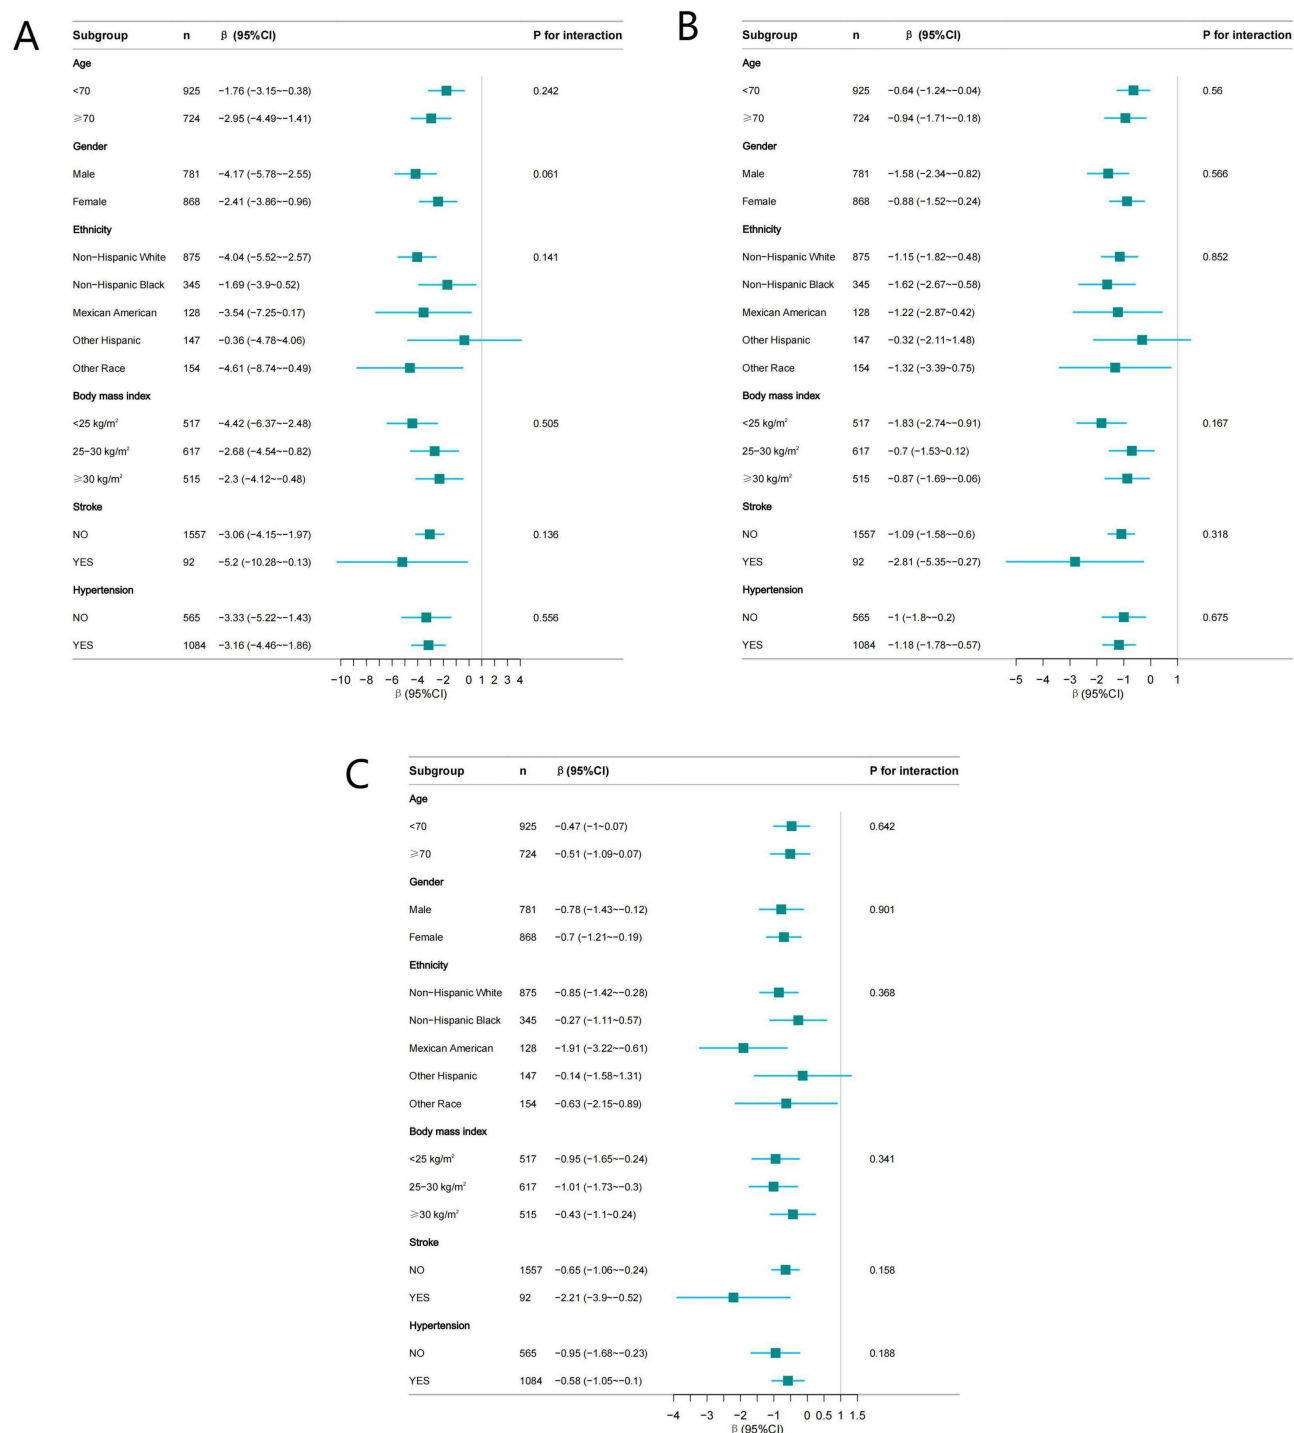 A
Subgroup n β (95%CI) P for interaction
Age
<70 925 −1.76 (−3.15~−0.38) 0.242
⩾70 724 −2.95 (−4.49~−1.41)
Gender
Male 781 −4.17 (−5.78~−2.55) 0.061
Female 868 −2.41 (−3.86~−0.96)
Ethnicity
Non−Hispanic White 875 −4.04 (−5.52~−2.57) 0.141
Non−Hispanic Black 345 −1.69 (−3.9~0.52)
Mexican American 128 −3.54 (−7.25~0.17)
Other Hispanic 147 −0.36 (−4.78~4.06)
Other Race 154 −4.61 (−8.74~−0.49)
Body mass index
<25 kg/m² 517 −4.42 (−6.37~−2.48) 0.505
25−30 kg/m² 617 −2.68 (−4.54~−0.82)
⩾30 kg/m² 515 −2.3 (−4.12~−0.48)
Stroke
NO 1557 −3.06 (−4.15~−1.97) 0.136
YES 92 −5.2 (−10.28~−0.13)
Hypertension
NO 565 −3.33 (−5.22~−1.43) 0.556
YES 1084 −3.16 (−4.46~−1.86)
−10 −8 −6 −4 −2 0 1 2 3 4
β (95%CI)
B
Subgroup n β (95%CI) P for interaction
Age
<70 925 −0.64 (−1.24~−0.04) 0.56
⩾70 724 −0.94 (−1.71~−0.18)
Gender
Male 781 −1.58 (−2.34~−0.82) 0.566
Female 868 −0.88 (−1.52~−0.24)
Ethnicity
Non−Hispanic White 875 −1.15 (−1.82~−0.48) 0.852
Non−Hispanic Black 345 −1.62 (−2.67~−0.58)
Mexican American 128 −1.22 (−2.87~0.42)
Other Hispanic 147 −0.32 (−2.11~1.48)
Other Race 154 −1.32 (−3.39~0.75)
Body mass index
<25 kg/m² 517 −1.83 (−2.74~−0.91) 0.167
25−30 kg/m² 617 −0.7 (−1.53~0.12)
⩾30 kg/m² 515 −0.87 (−1.69~−0.06)
Stroke
NO 1557 −1.09 (−1.58~−0.6) 0.318
YES 92 −2.81 (−5.35~−0.27)
Hypertension
NO 565 −1 (−1.8~−0.2) 0.675
YES 1084 −1.18 (−1.78~−0.57)
−5 −4 −3 −2 −1 0 1
β (95%CI)
C
Subgroup n β (95%CI) P for interaction
Age
<70 925 −0.47 (−1~0.07) 0.642
⩾70 724 −0.51 (−1.09~0.07)
Gender
Male 781 −0.78 (−1.43~−0.12) 0.901
Female 868 −0.7 (−1.21~−0.19)
Ethnicity
Non−Hispanic White 875 −0.85 (−1.42~−0.28) 0.368
Non−Hispanic Black 345 −0.27 (−1.11~0.57)
Mexican American 128 −1.91 (−3.22~−0.61)
Other Hispanic 147 −0.14 (−1.58~1.31)
Other Race 154 −0.63 (−2.15~0.89)
Body mass index
<25 kg/m² 517 −0.95 (−1.65~−0.24) 0.341
25−30 kg/m² 617 −1.01 (−1.73~−0.3)
⩾30 kg/m² 515 −0.43 (−1.1~0.24)
Stroke
NO 1557 −0.65 (−1.06~−0.24) 0.158
YES 92 −2.21 (−3.9~−0.52)
Hypertension
NO 565 −0.95 (−1.68~−0.23) 0.188
YES 1084 −0.58 (−1.05~−0.1)
−4 −3 −2 −1 0 0.5 1 1.5
β (95%CI)